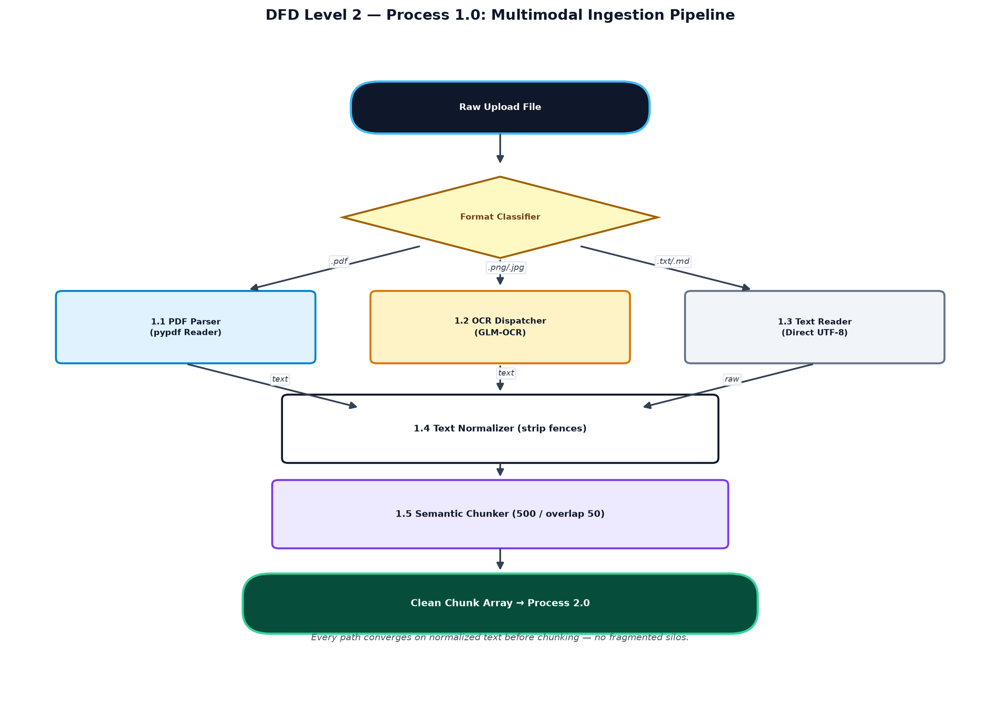 DFD Level 2 — Process 1.0: Multimodal Ingestion Pipeline
Raw Upload File
Format Classifier
.pdf
.png/.jpg
.txt/.md
1.1 PDF Parser
(pypdf Reader)
1.2 OCR Dispatcher
(GLM-OCR)
1.3 Text Reader
(Direct UTF-8)
text
text
raw
1.4 Text Normalizer (strip fences)
1.5 Semantic Chunker (500 / overlap 50)
Clean Chunk Array → Process 2.0
Every path converges on normalized text before chunking — no fragmented silos.